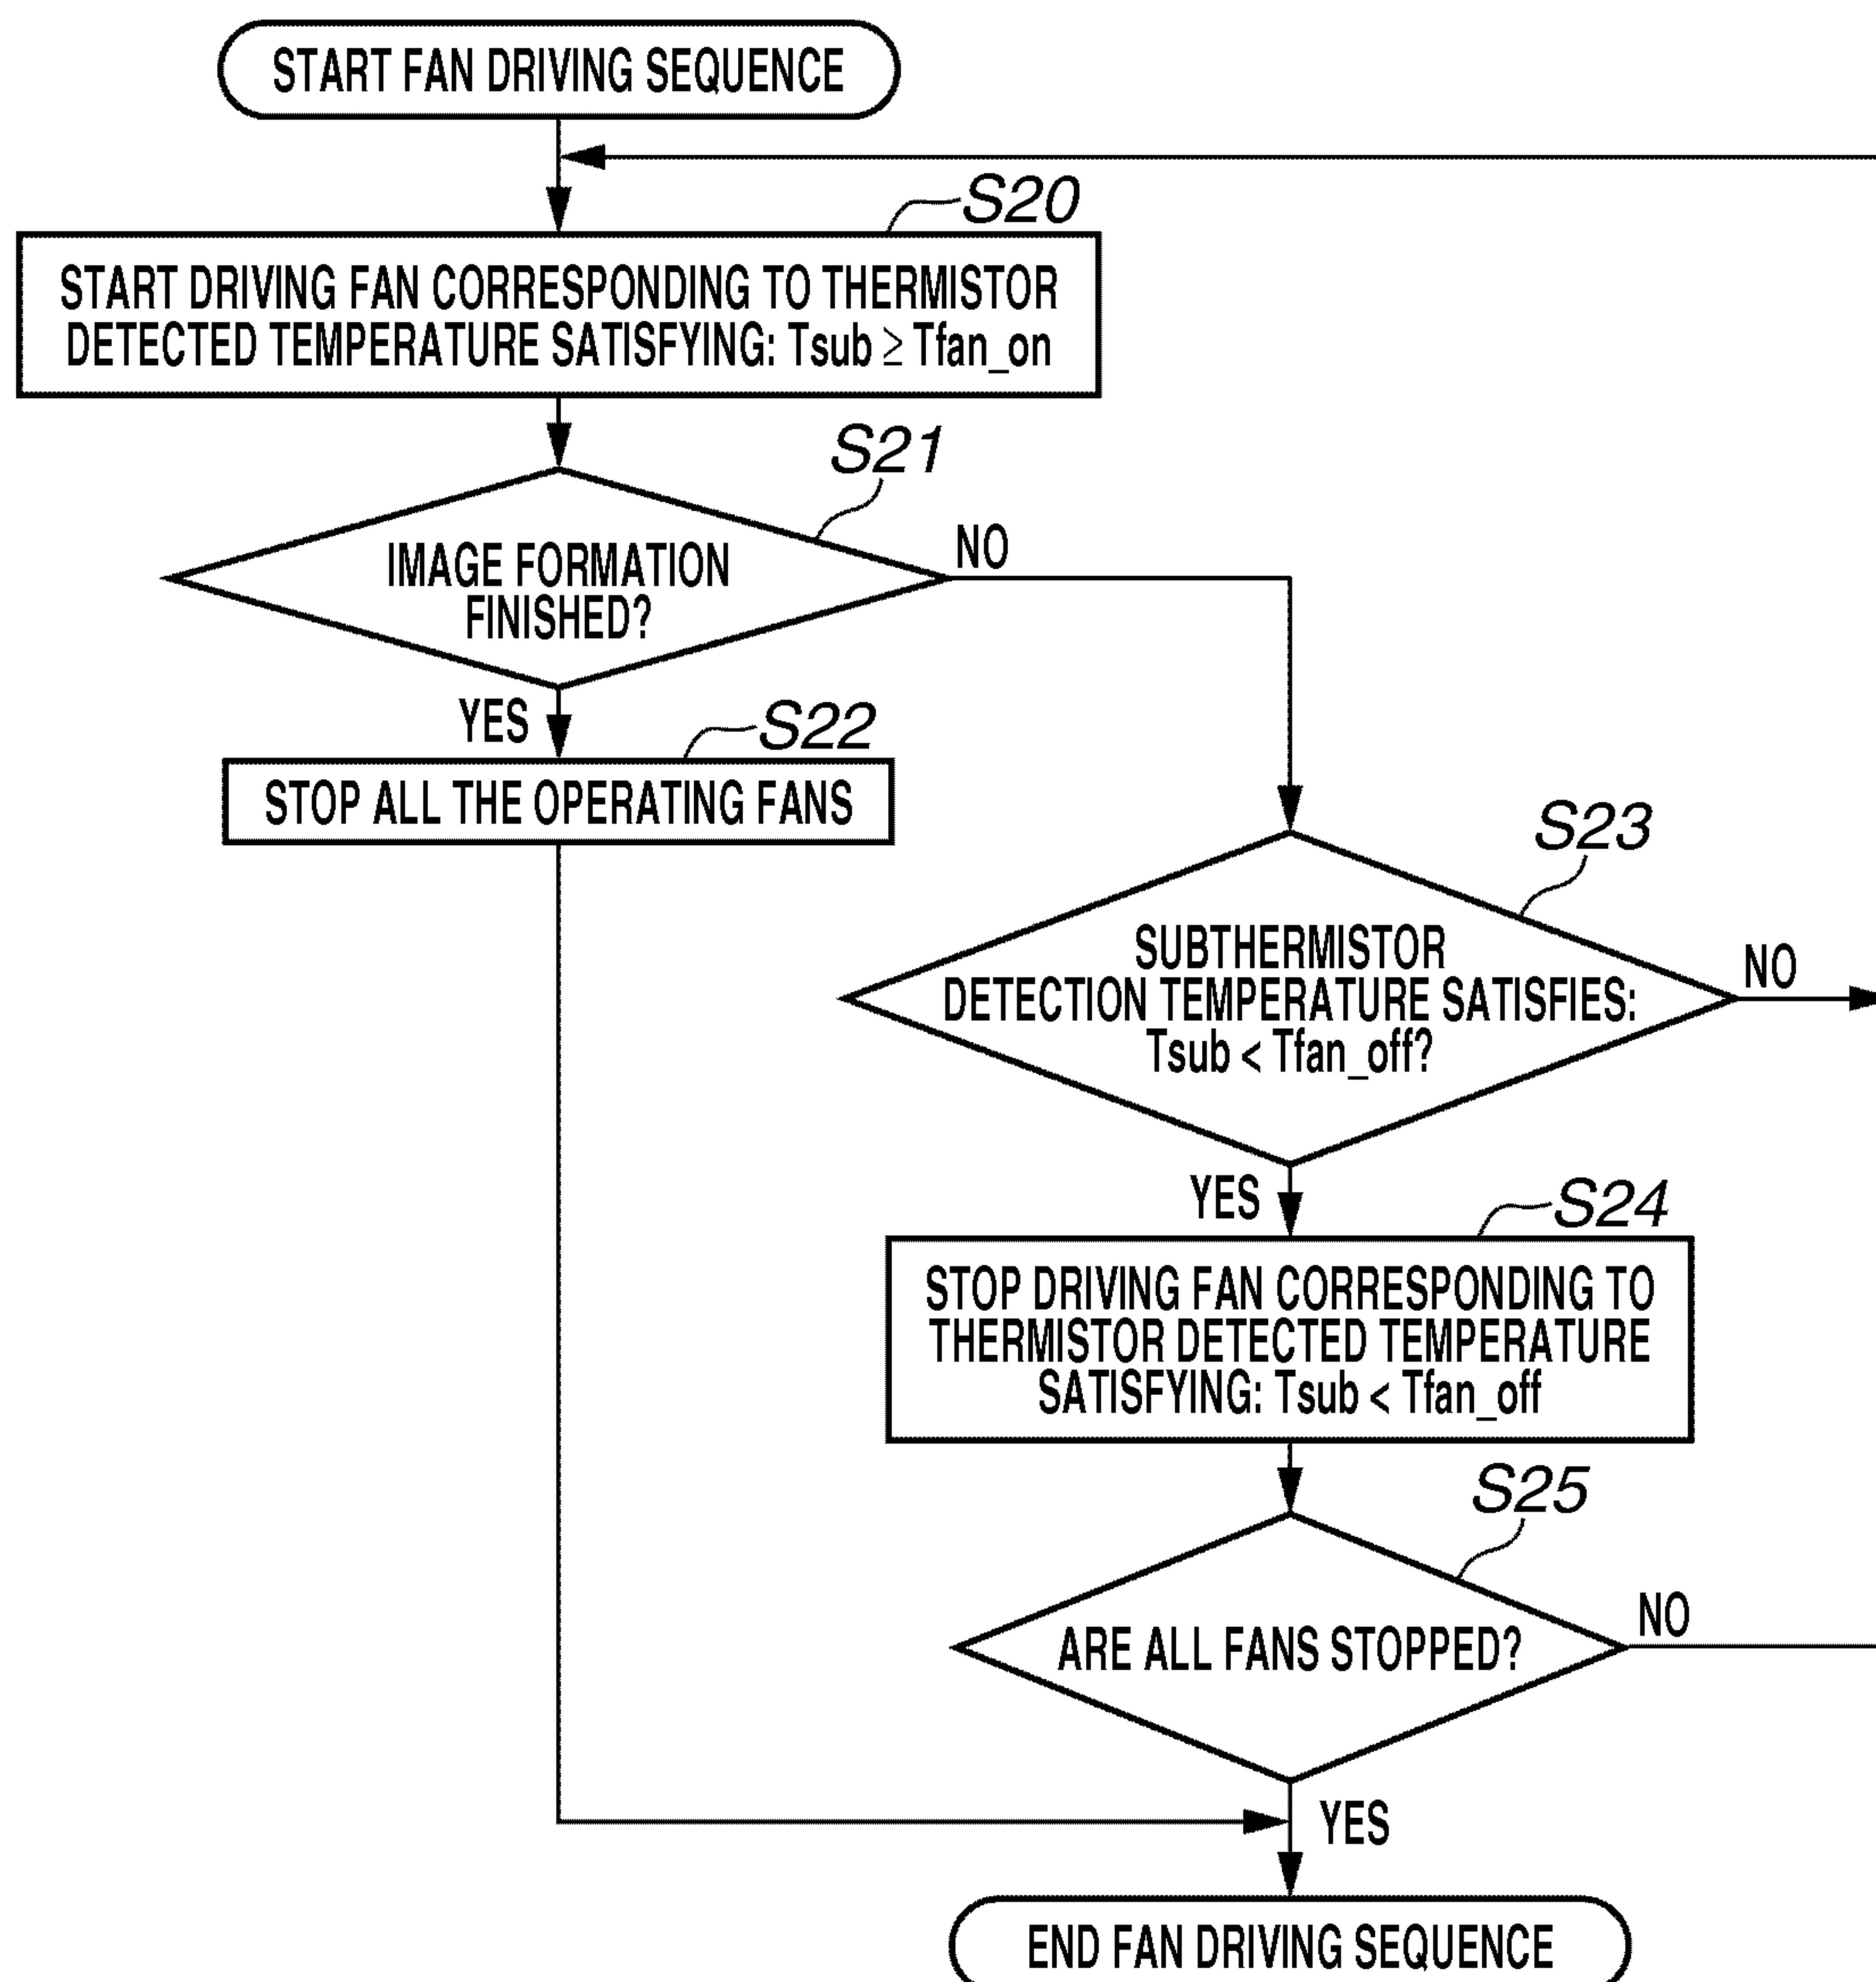 START FAN DRIVING SEQUENCE
S20
START DRIVING FAN CORRESPONDING TO THERMISTOR
DETECTED TEMPERATURE SATISFYING: Tsub ≥ Tfan_on
S21
IMAGE FORMATION
FINISHED?
NO
YES
S22
STOP ALL THE OPERATING FANS
S23
SUBTHERMISTOR
DETECTION TEMPERATURE SATISFIES:
Tsub < Tfan_off?
NO
YES
S24
STOP DRIVING FAN CORRESPONDING TO
THERMISTOR DETECTED TEMPERATURE
SATISFYING: Tsub < Tfan_off
S25
ARE ALL FANS STOPPED?
NO
YES
END FAN DRIVING SEQUENCE